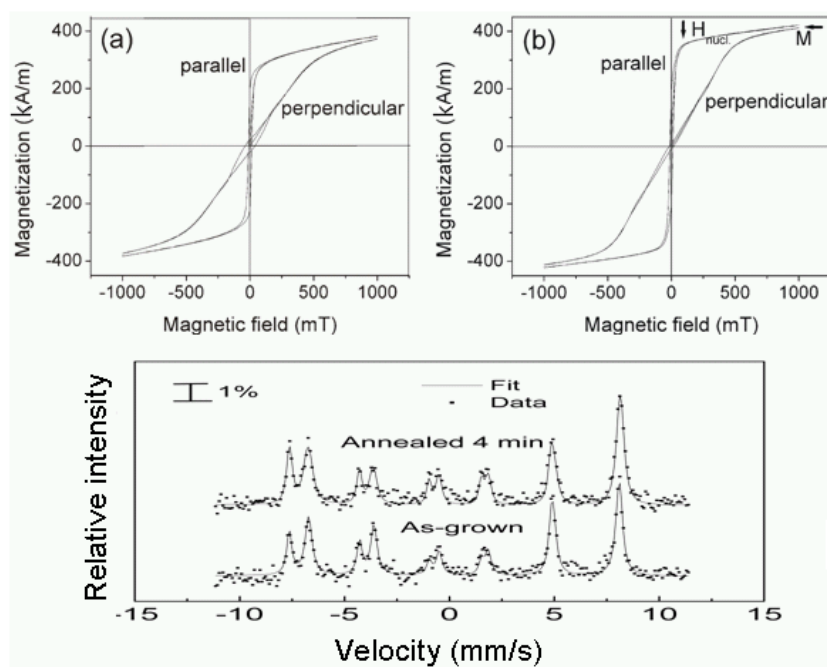 (a)
parallel
perpendicular
Magnetization (kA/m)
400
200
0
-200
-400
-1000 -500 0 500 1000
Magnetic field (mT)
(b)
H nucl.
M
parallel
perpendicular
Magnetization (kA/m)
400
200
0
-200
-400
-1000 -500 0 500 1000
Magnetic field (mT)
1%
Fit
Data
Annealed 4 min
As-grown
Relative intensity
-15 -10 -5 0 5 10 15
Velocity (mm/s)